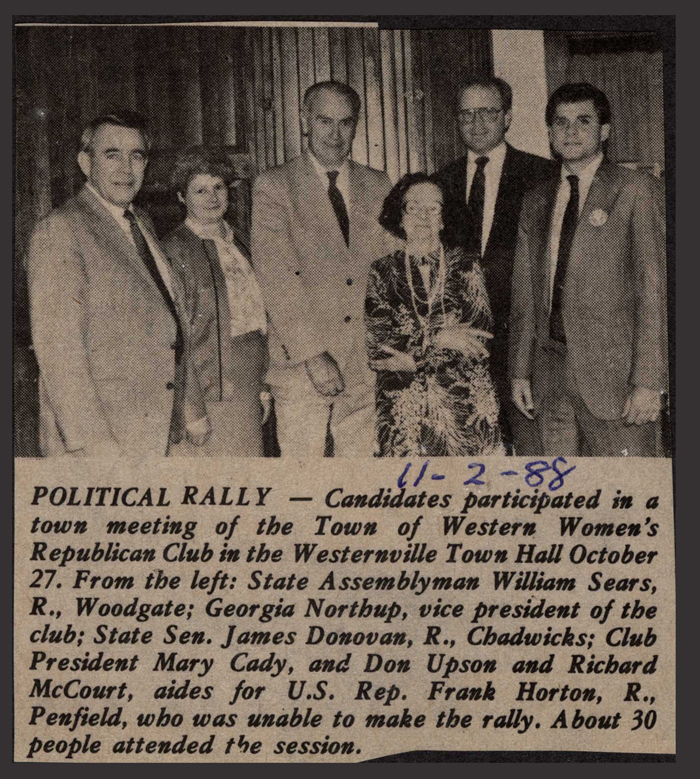 11-2-88
POLITICAL RALLY — Candidates participated in a
town meeting of the Town of Western Women's
Republican Club in the Westernville Town Hall October
27. From the left: State Assemblyman William Sears,
R., Woodgate; Georgia Northup, vice president of the
club; State Sen. James Donovan, R., Chadwicks; Club
President Mary Cady, and Don Upson and Richard
McCourt, aides for U.S. Rep. Frank Horton, R.,
Penfield, who was unable to make the rally. About 30
people attended the session.